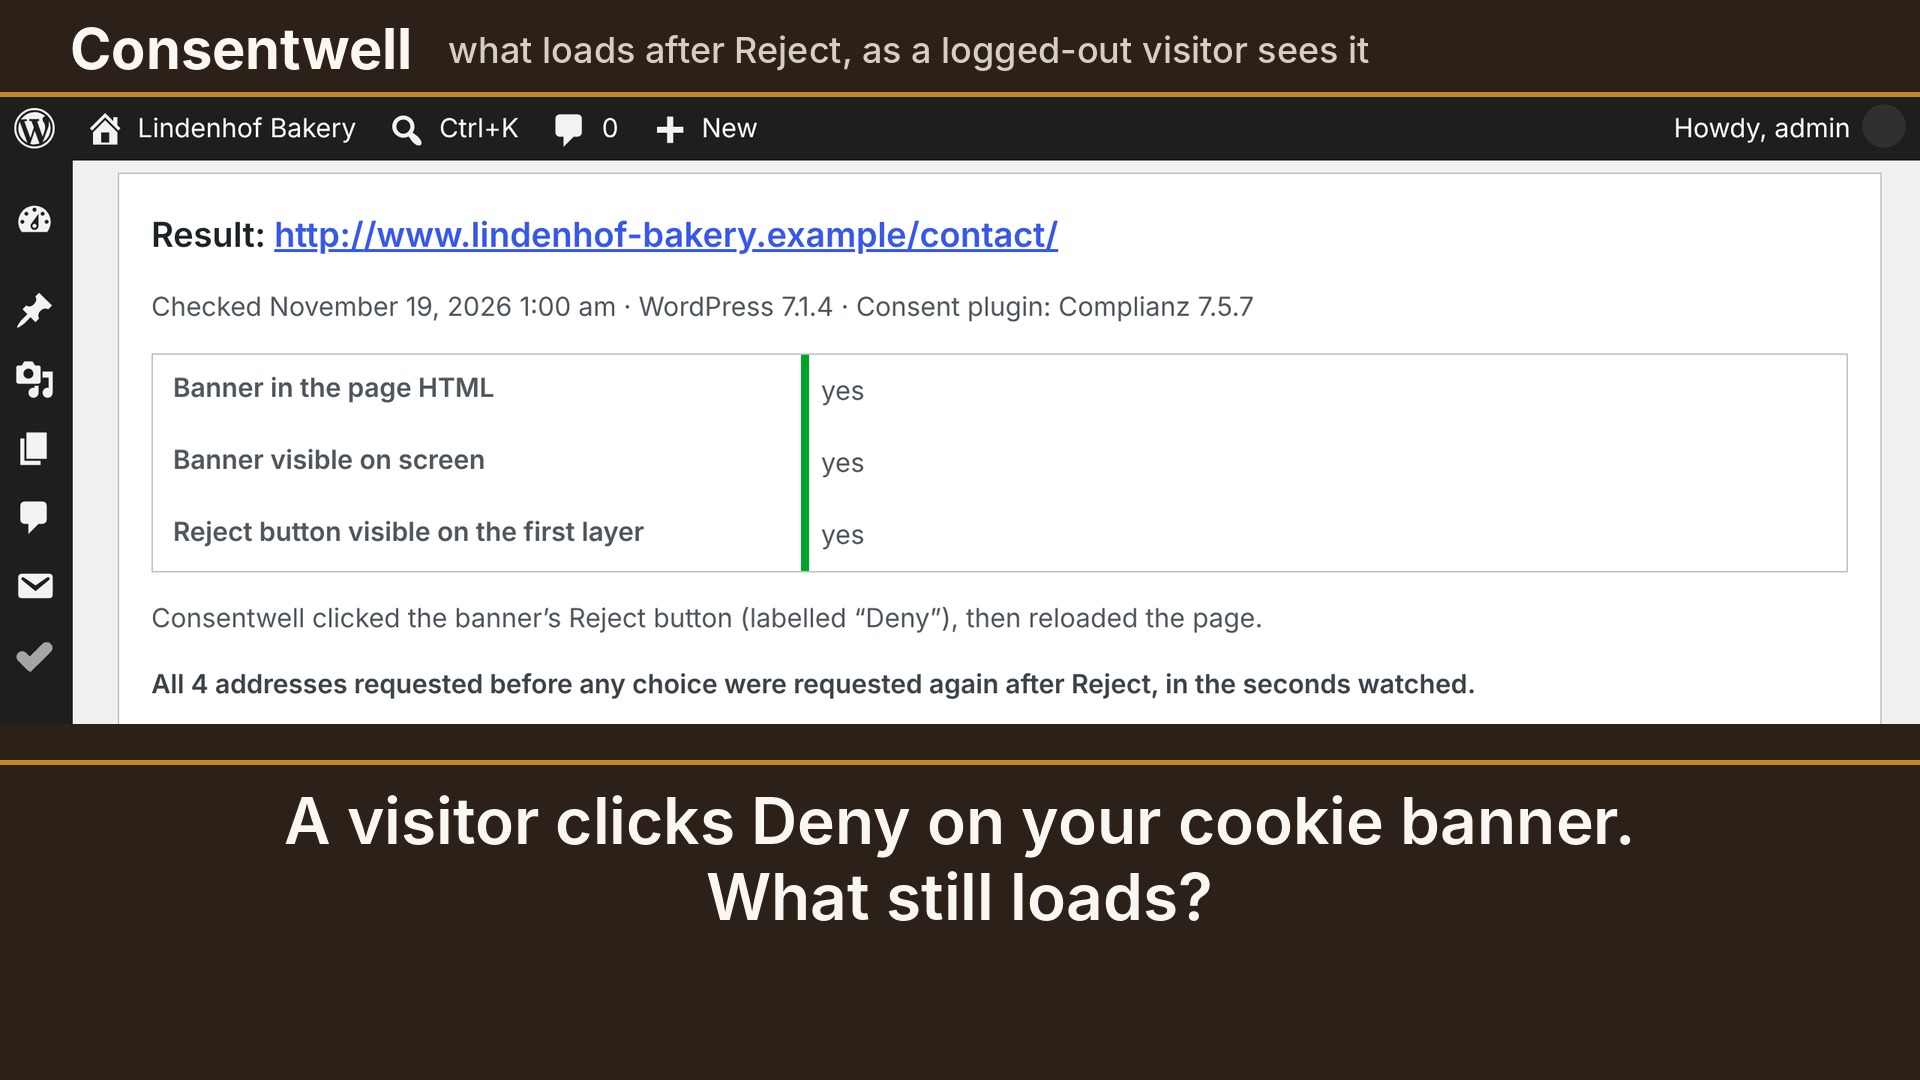 Consentwell what loads after Reject, as a logged-out visitor sees it
Lindenhof Bakery Ctrl+K 0 New Howdy, admin
Result: http://www.lindenhof-bakery.example/contact/
Checked November 19, 2026 1:00 am · WordPress 7.1.4 · Consent plugin: Complianz 7.5.7
Banner in the page HTML yes
Banner visible on screen yes
Reject button visible on the first layer yes
Consentwell clicked the banner’s Reject button (labelled “Deny”), then reloaded the page.
All 4 addresses requested before any choice were requested again after Reject, in the seconds watched.
A visitor clicks Deny on your cookie banner.
What still loads?